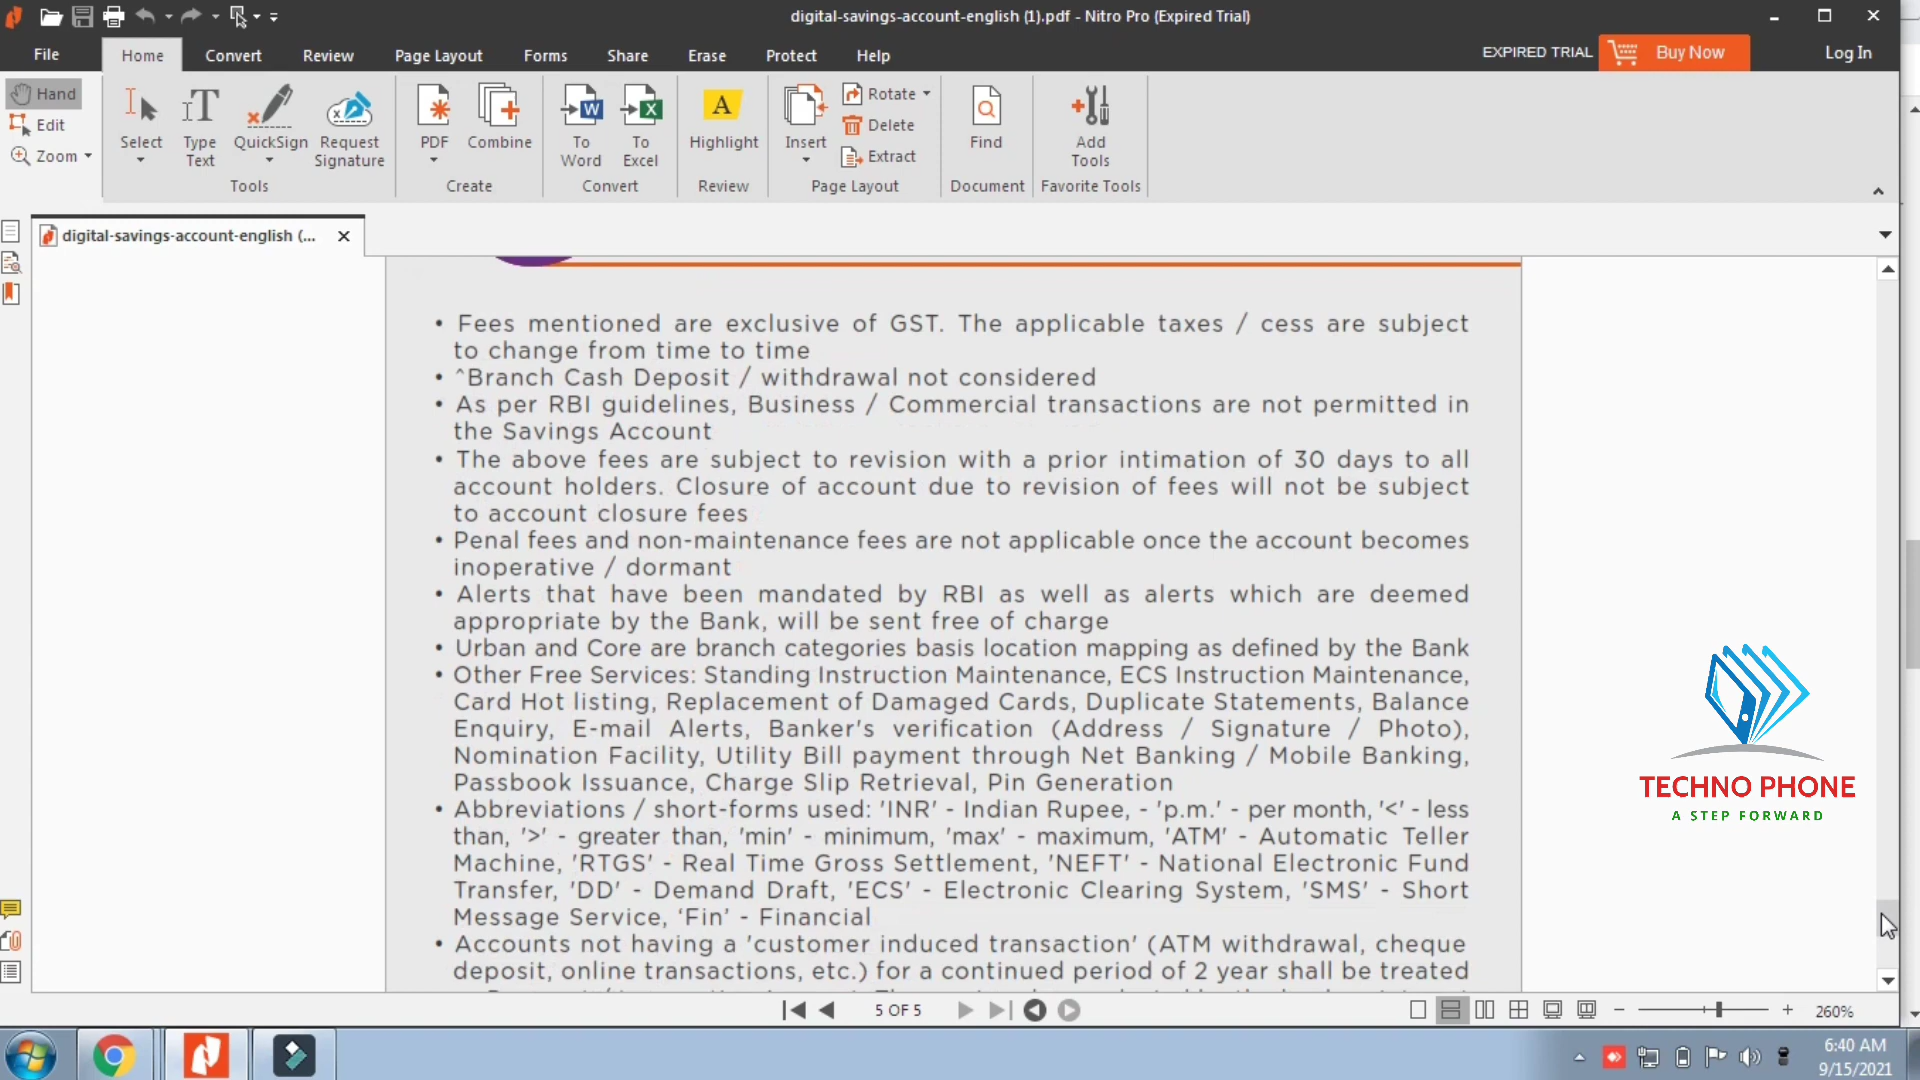 digital-savings-account-english (1).pdf - Nitro Pro (Expired Trial)
File
Home
Convert
Review
Page Layout
Forms
Share
Erase
Protect
Help
EXPIRED TRIAL
Buy Now
Log In
Hand
Edit
Zoom
Select
Type
Text
QuickSign
Request
Signature
Tools
PDF
Combine
Create
To
Word
To
Excel
Convert
Highlight
Review
Insert
Rotate
Delete
Extract
Page Layout
Find
Document
Add
Tools
Favorite Tools
digital-savings-account-english (...
• Fees mentioned are exclusive of GST. The applicable taxes / cess are subject
to change from time to time
• ^Branch Cash Deposit / withdrawal not considered
• As per RBI guidelines, Business / Commercial transactions are not permitted in
the Savings Account
• The above fees are subject to revision with a prior intimation of 30 days to all
account holders. Closure of account due to revision of fees will not be subject
to account closure fees
• Penal fees and non-maintenance fees are not applicable once the account becomes
inoperative / dormant
• Alerts that have been mandated by RBI as well as alerts which are deemed
appropriate by the Bank, will be sent free of charge
• Urban and Core are branch categories basis location mapping as defined by the Bank
• Other Free Services: Standing Instruction Maintenance, ECS Instruction Maintenance,
Card Hot listing, Replacement of Damaged Cards, Duplicate Statements, Balance
Enquiry, E-mail Alerts, Banker's verification (Address / Signature / Photo),
Nomination Facility, Utility Bill payment through Net Banking / Mobile Banking,
Passbook Issuance, Charge Slip Retrieval, Pin Generation
• Abbreviations / short-forms used: 'INR' - Indian Rupee, - 'p.m.' - per month, '<' - less
than, '>' - greater than, 'min' - minimum, 'max' - maximum, 'ATM' - Automatic Teller
Machine, 'RTGS' - Real Time Gross Settlement, 'NEFT' - National Electronic Fund
Transfer, 'DD' - Demand Draft, 'ECS' - Electronic Clearing System, 'SMS' - Short
Message Service, ‘Fin’ - Financial
• Accounts not having a 'customer induced transaction' (ATM withdrawal, cheque
deposit, online transactions, etc.) for a continued period of 2 year shall be treated
TECHNO PHONE
A STEP FORWARD
5 OF 5
260%
6:40 AM
9/15/2021